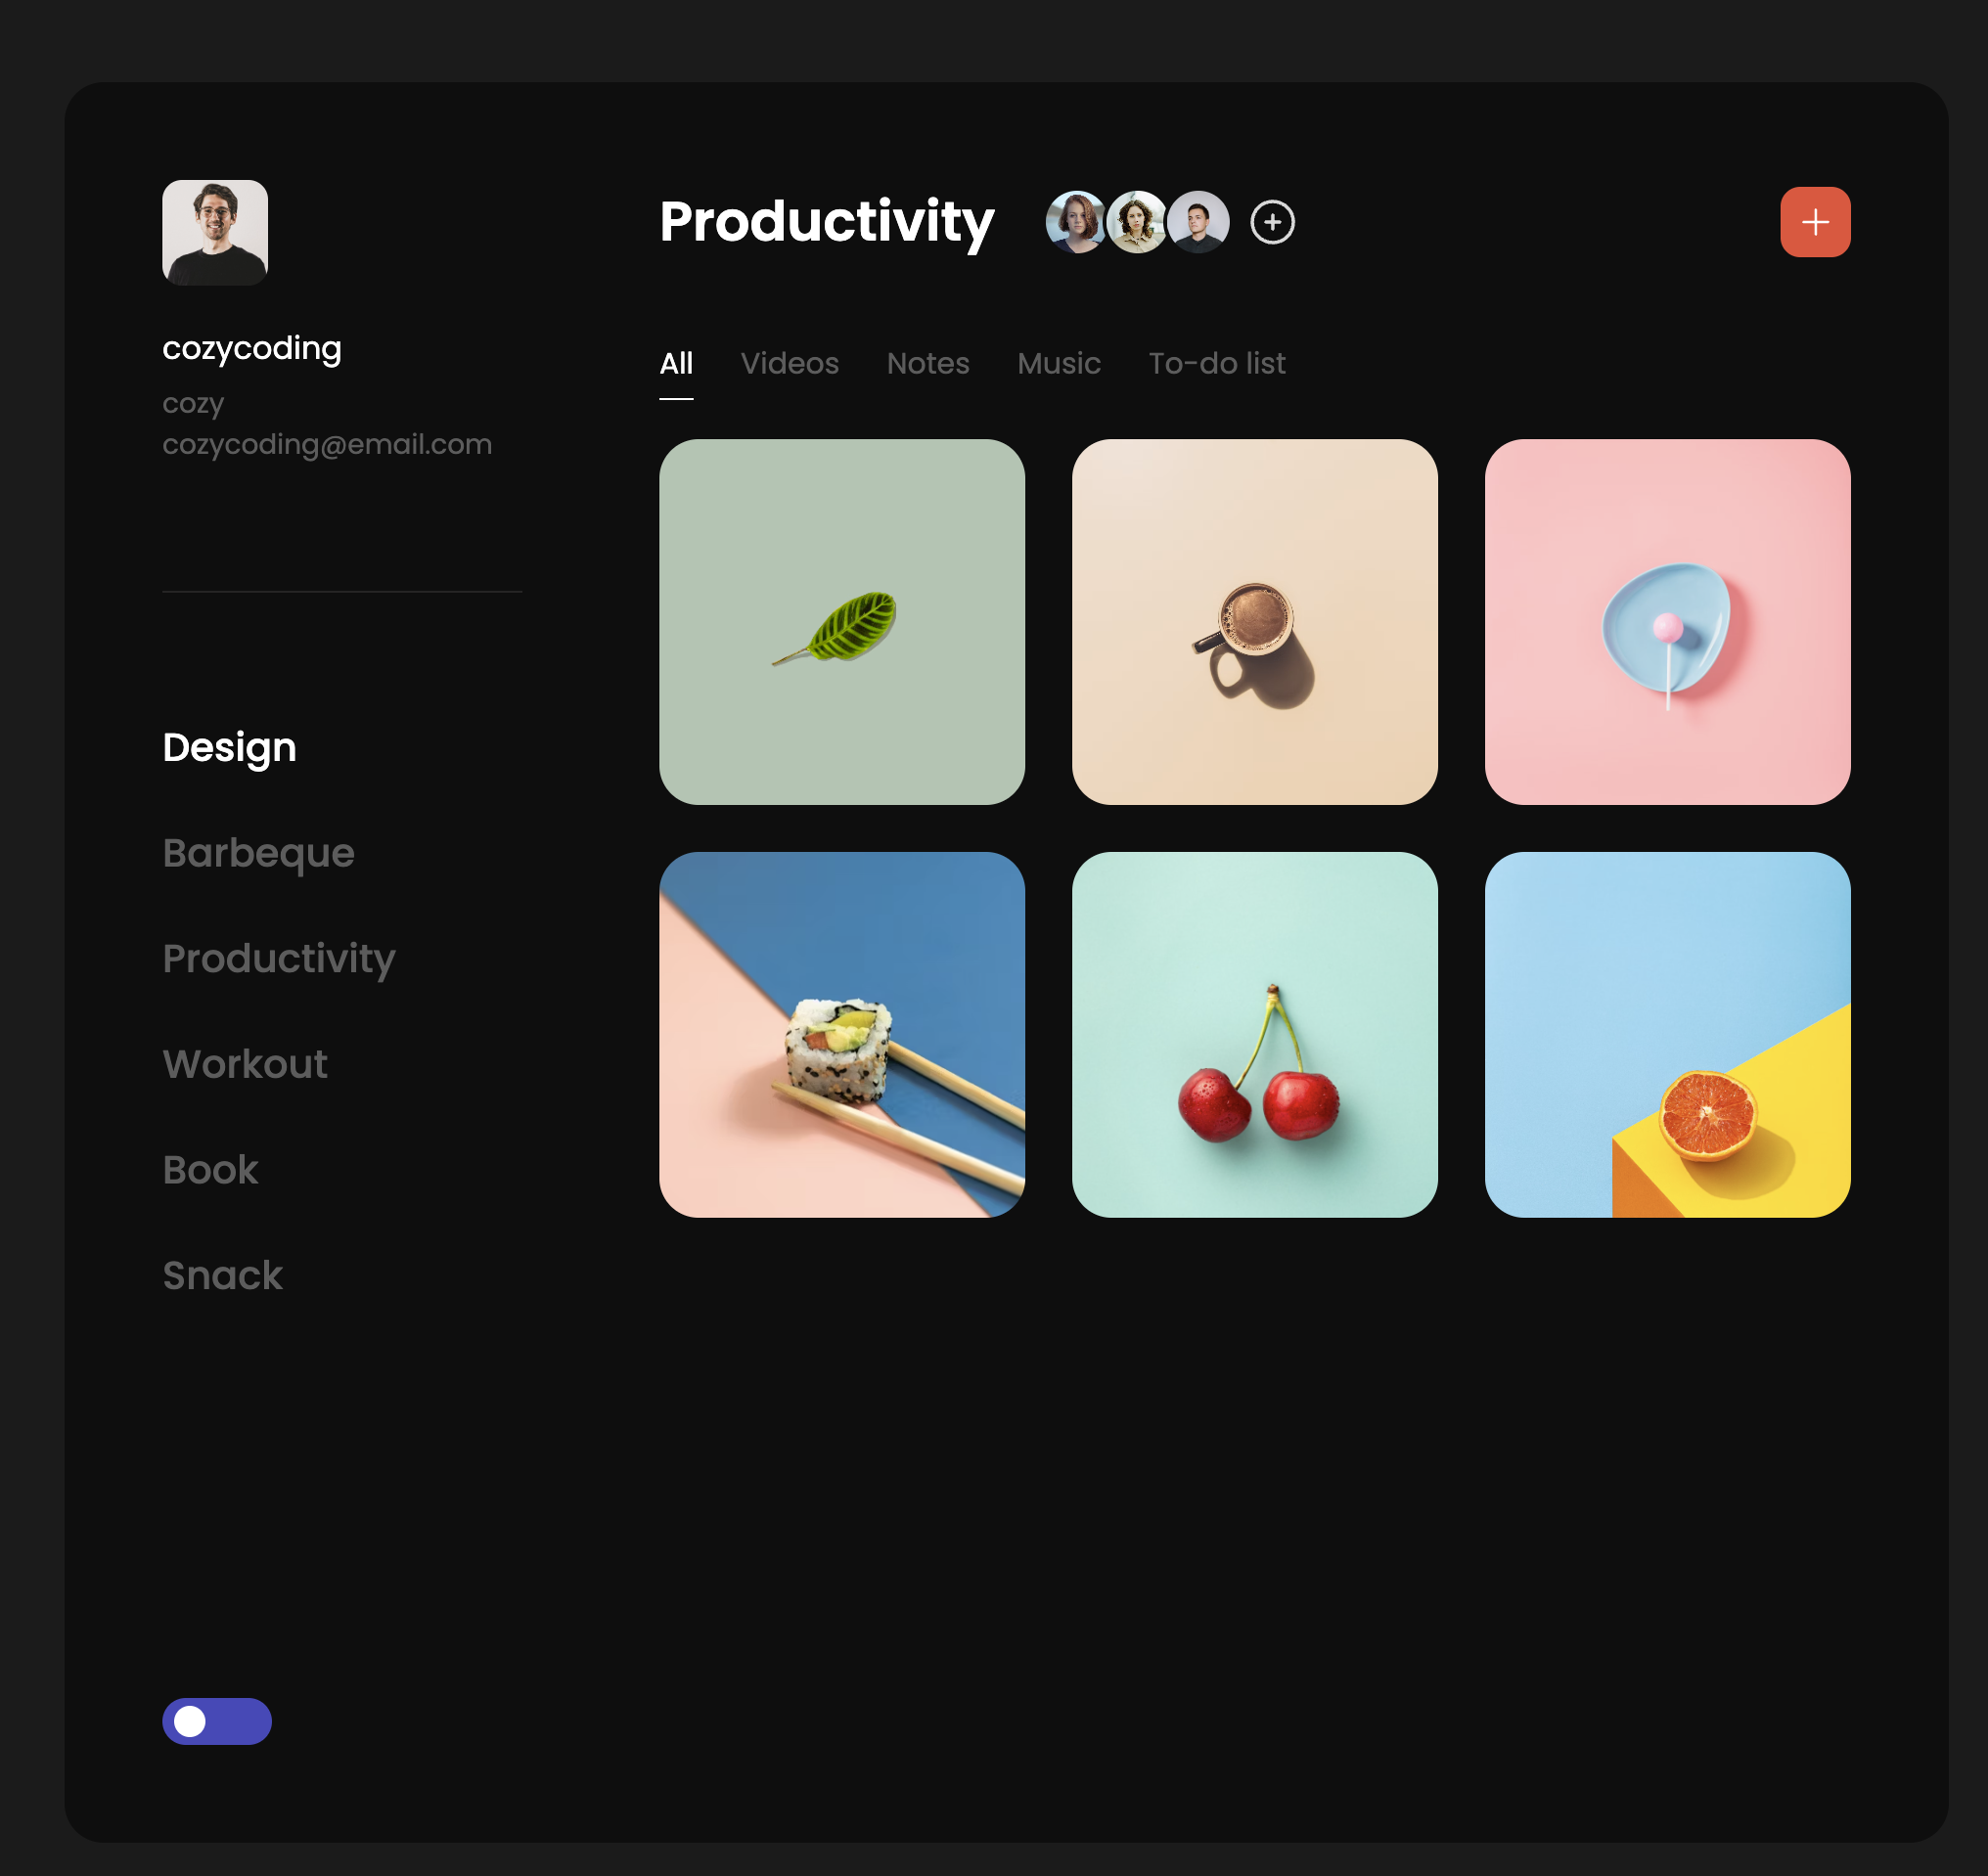 cozycoding
cozy
cozycoding@email.com
Design
Barbeque
Productivity
Workout
Book
Snack
Productivity
All Videos Notes Music To-do list